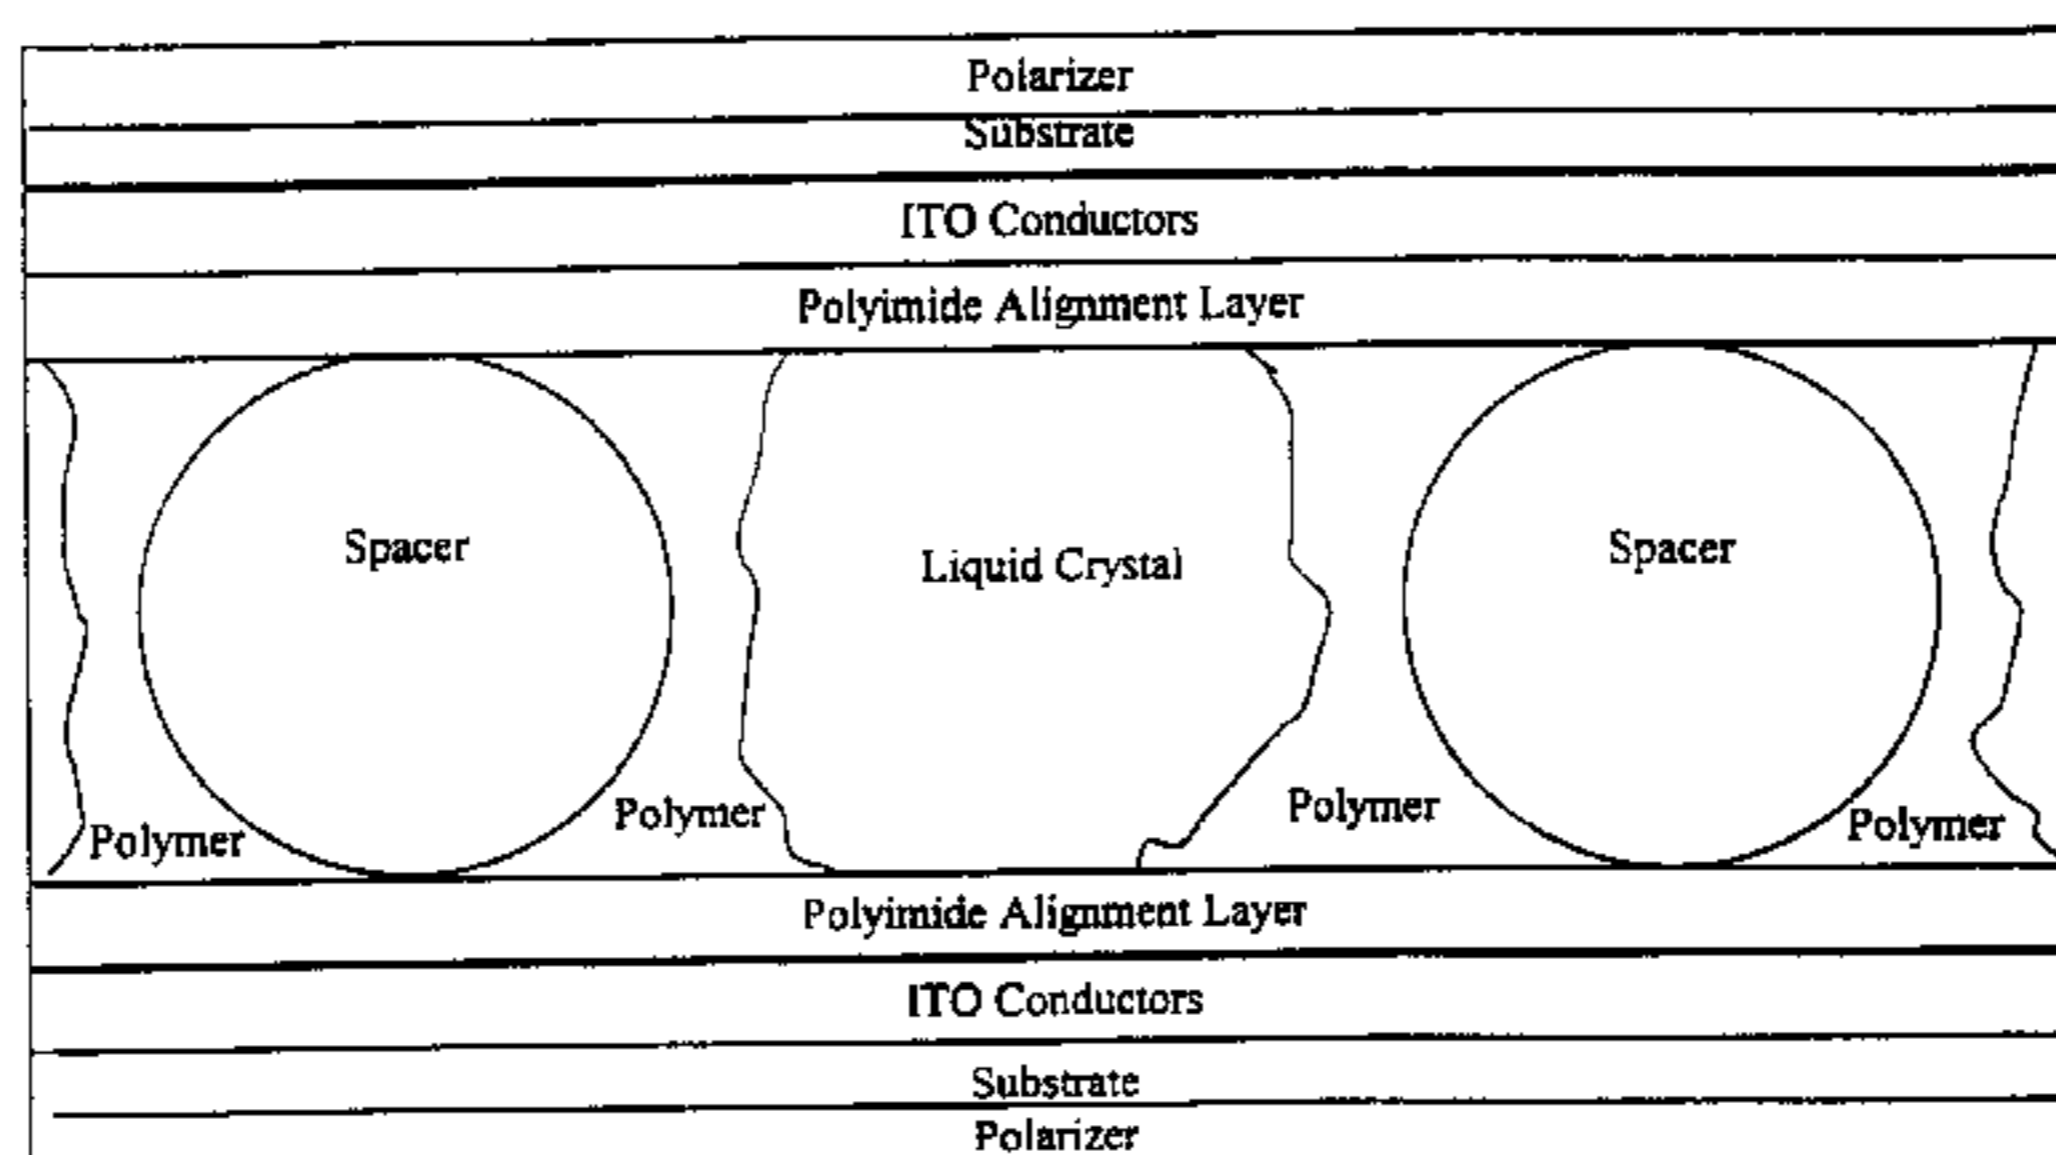 Polarizer
Substrate
ITO Conductors
Polyimide Alignment Layer
Spacer
Liquid Crystal
Spacer
Polymer
Polymer
Polymer
Polymer
Polyimide Alignment Layer
ITO Conductors
Substrate
Polarizer